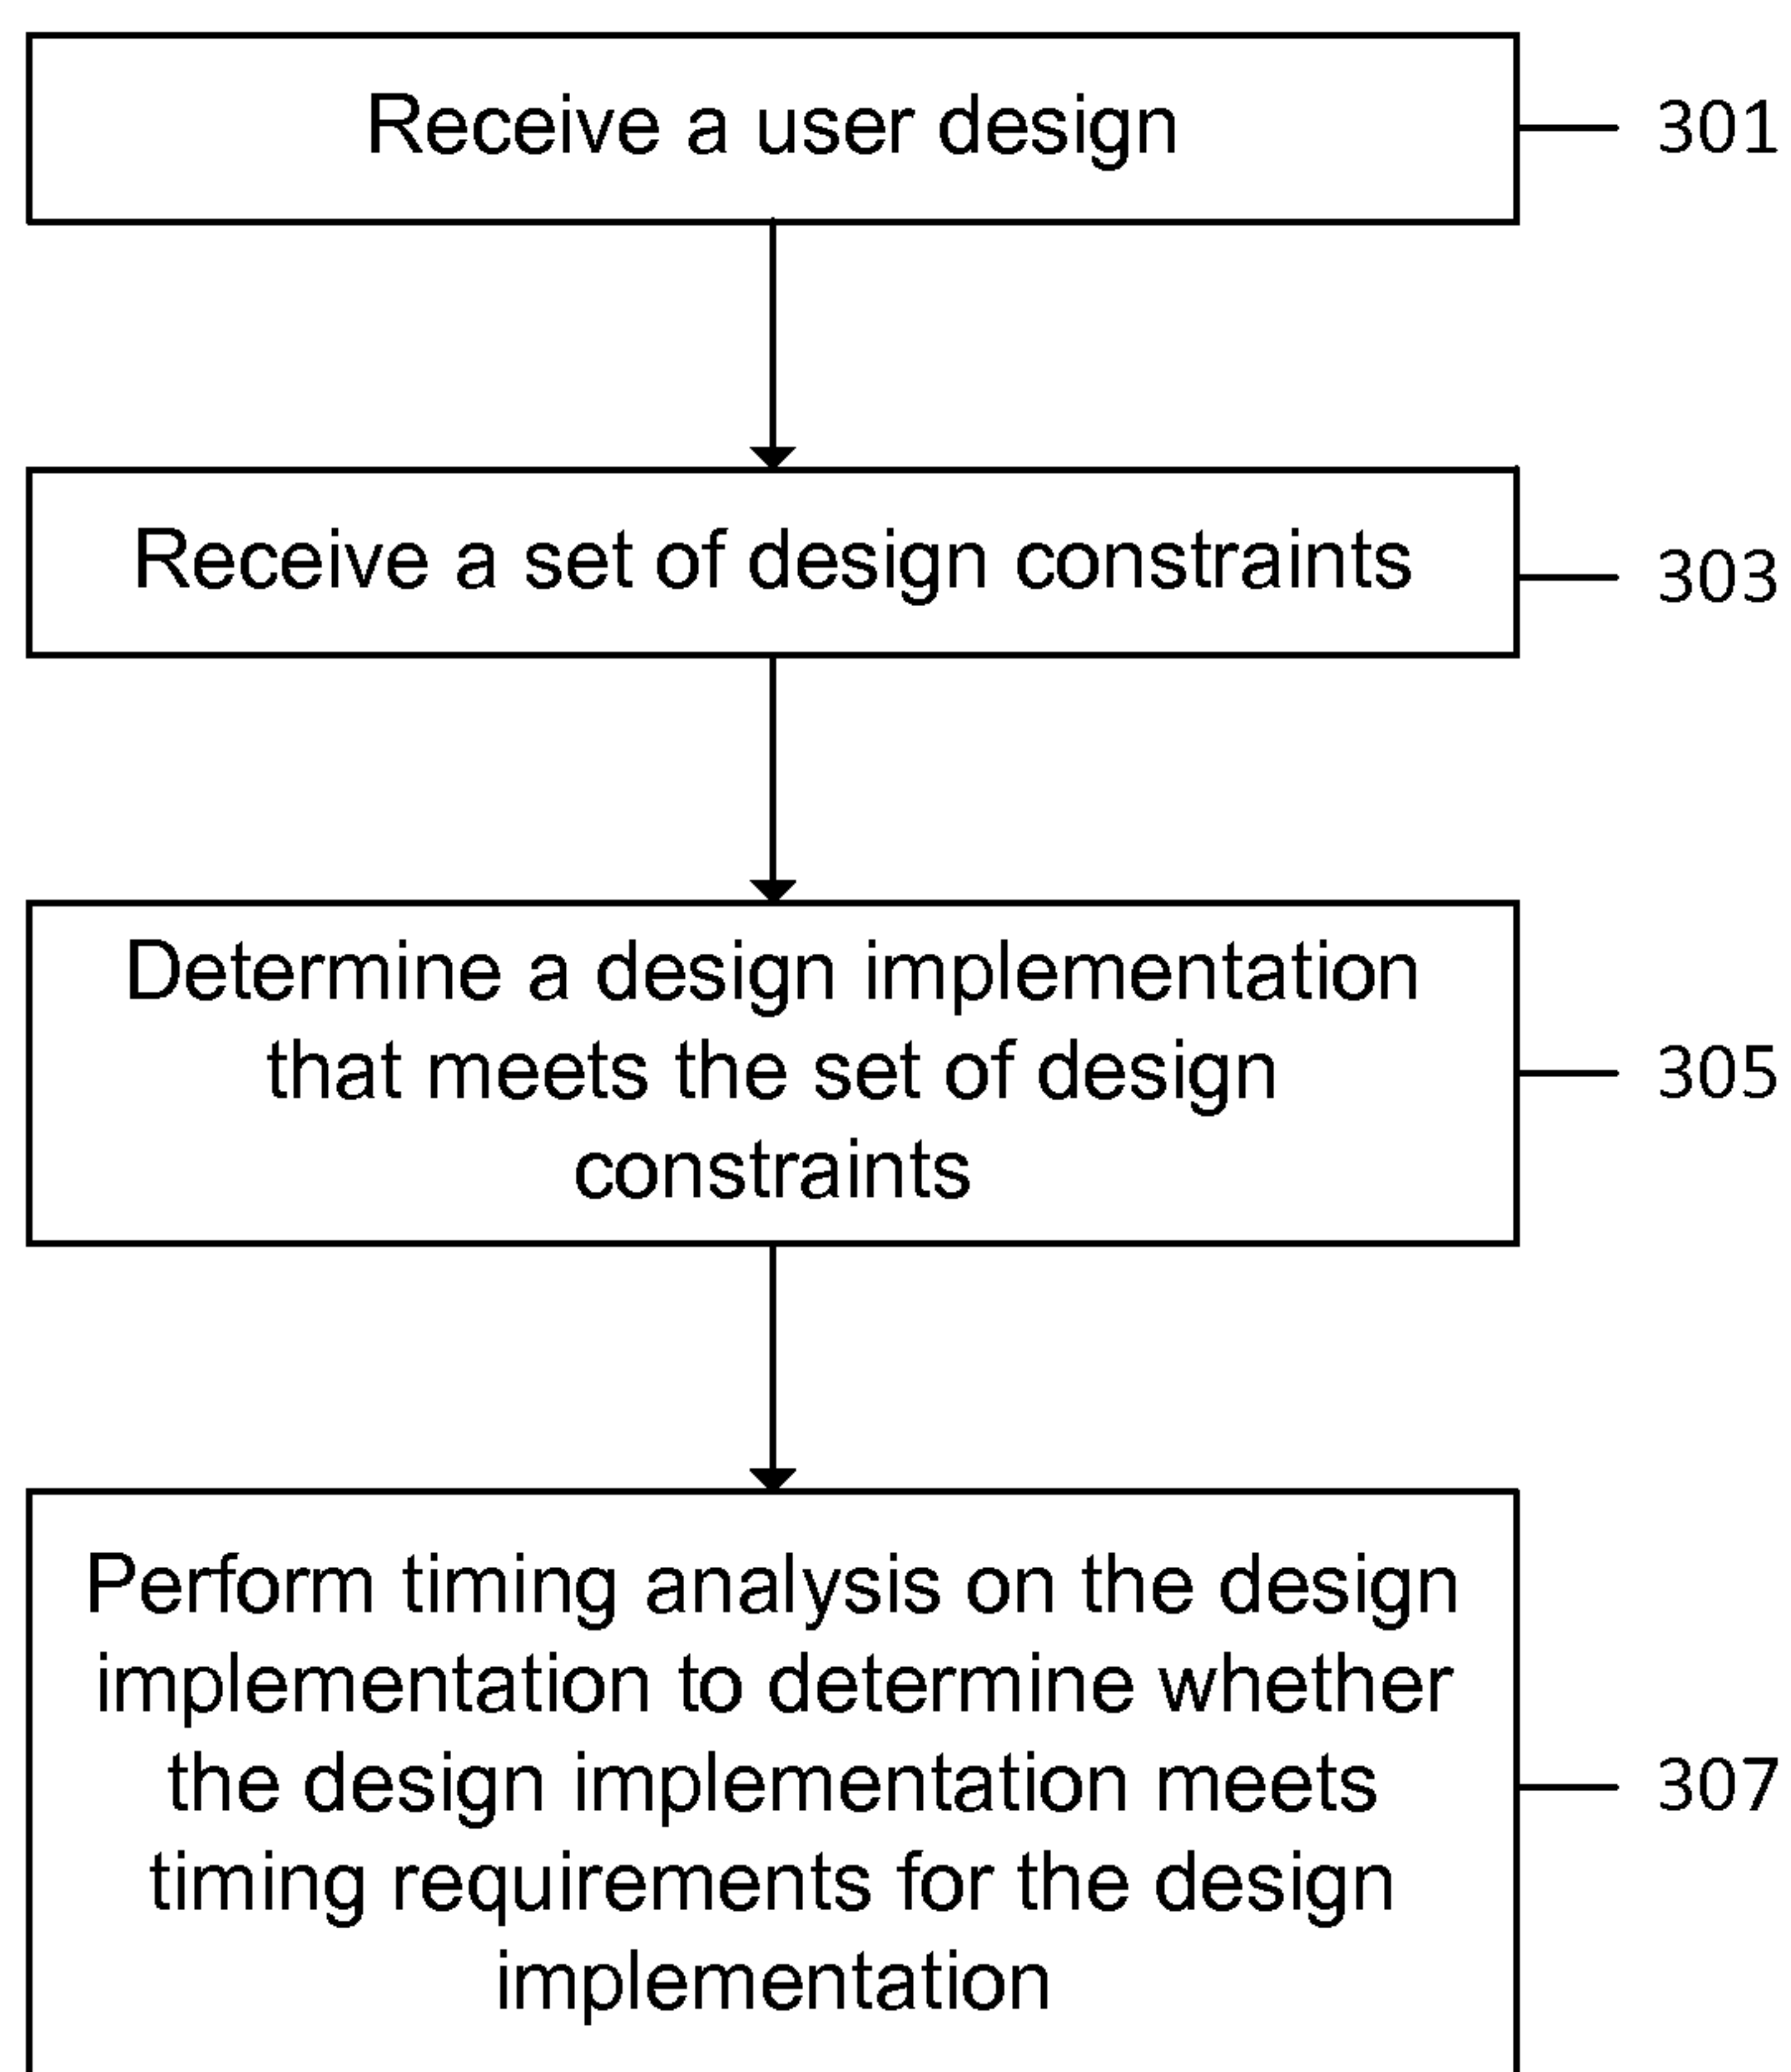 Receive a user design
301
Receive a set of design constraints
303
Determine a design implementation
that meets the set of design
constraints
305
Perform timing analysis on the design
implementation to determine whether
the design implementation meets
timing requirements for the design
implementation
307